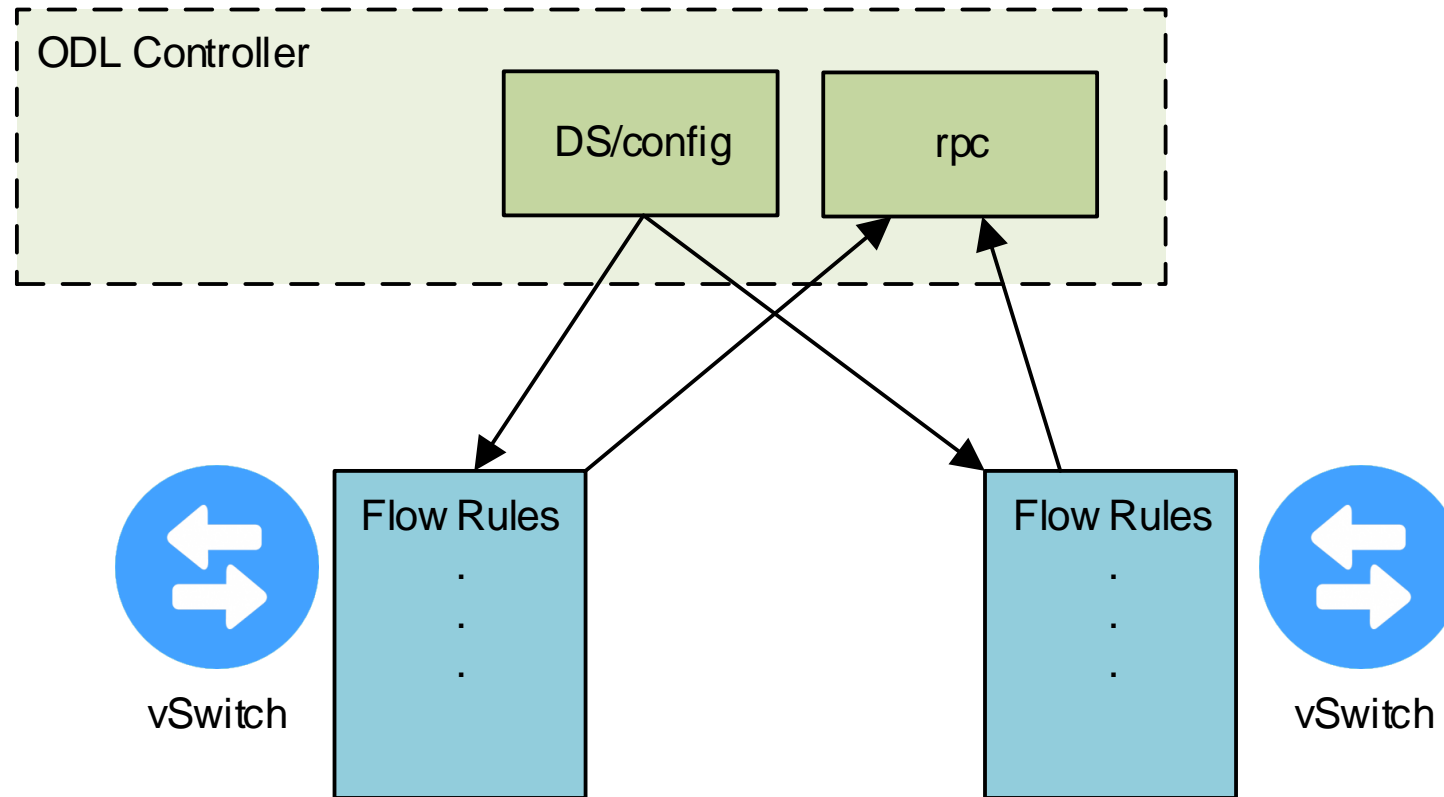 ODL Controller
DS/config
rpc
Flow Rules
.
.
.
vSwitch
Flow Rules
.
.
.
vSwitch